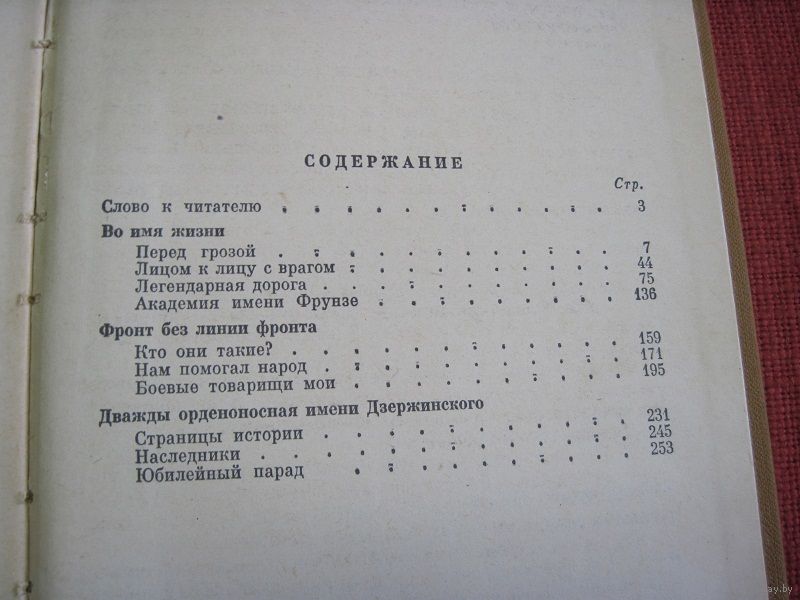 СОДЕРЖАНИЕ
Стр.
Слово к читателю . . . . . . . . . . . 3
Во имя жизни
Перед грозой . . . . . . . . . . 7
Лицом к лицу с врагом . . . . . . . . 44
Легендарная дорога . . . . . . . . . 75
Академия имени Фрунзе . . . . . . . 136
Фронт без линии фронта
Кто они такие? . . . . . . . . . . 159
Нам помогал народ . . . . . . . . . 171
Боевые товарищи мои . . . . . . . . 195
Дважды орденоносная имени Дзержинского
Страницы истории . . . . . . . . . 231
Наследники . . . . . . . . . . . 245
Юбилейный парад . . . . . . . . 253
ay.by